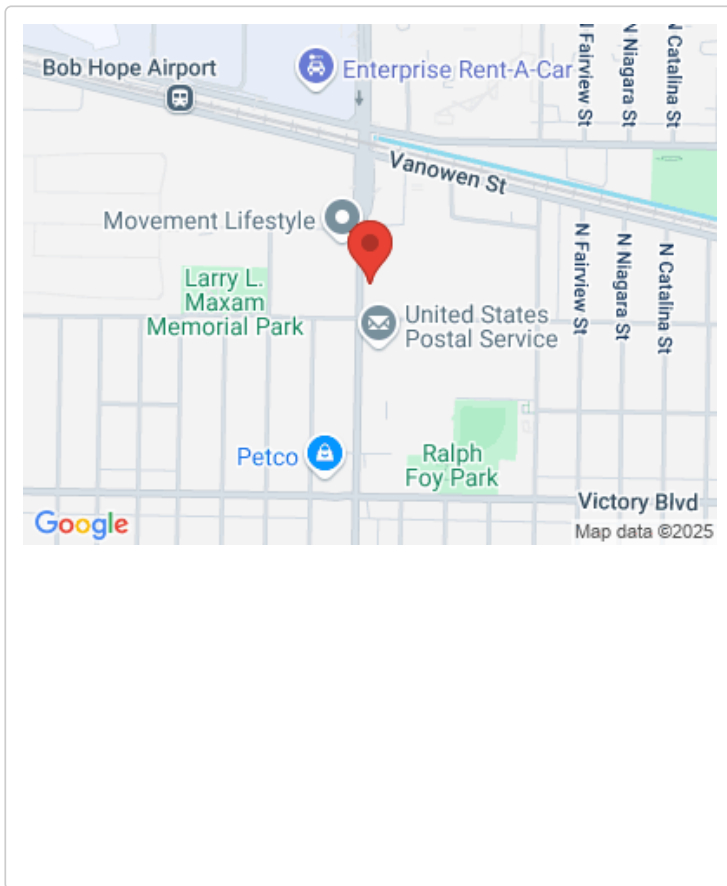 Bob Hope Airport
Enterprise Rent-A-Car
N Fairview St
N Niagara St
N Catalina St
Vanowen St
Movement Lifestyle
N Fairview St
N Niagara St
N Catalina St
Larry L.
Maxam
Memorial Park
United States
Postal Service
Petco
Ralph
Foy Park
Victory Blvd
Google
Map data ©2025